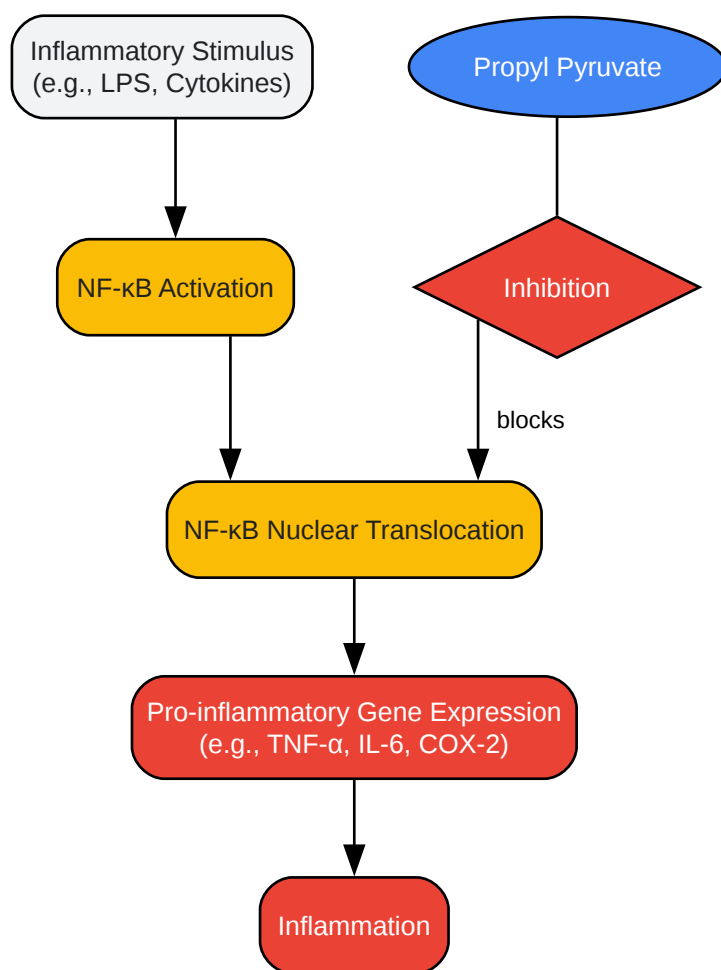 Inflammatory Stimulus
(e.g., LPS, Cytokines)
Propyl Pyruvate
NF-κB Activation
Inhibition
blocks
NF-κB Nuclear Translocation
Pro-inflammatory Gene Expression
(e.g., TNF-α, IL-6, COX-2)
Inflammation